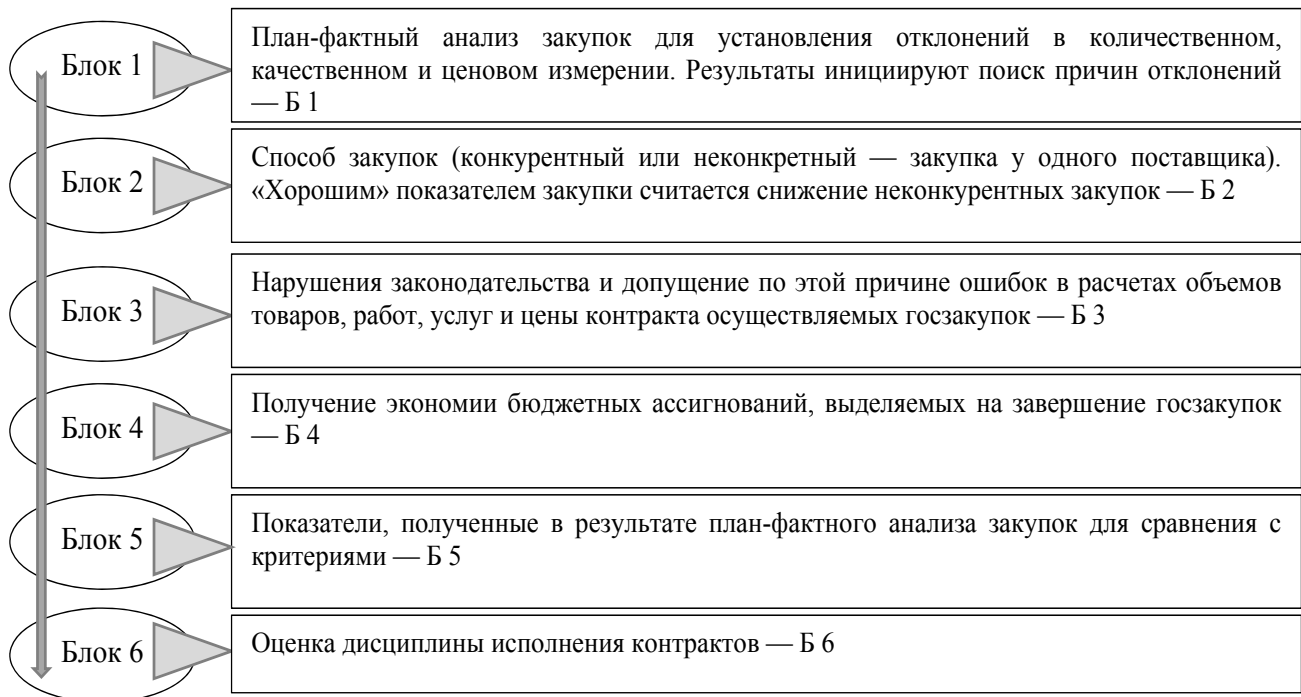 Блок 1
План-фактный анализ закупок для установления отклонений в количественном,
качественном и ценовом измерении. Результаты инициируют поиск причин отклонений
— Б 1
Блок 2
Способ закупок (конкурентный или неконкретный — закупка у одного поставщика).
«Хорошим» показателем закупки считается снижение неконкурентных закупок — Б 2
Блок 3
Нарушения законодательства и допущение по этой причине ошибок в расчетах объемов
товаров, работ, услуг и цены контракта осуществляемых госзакупок — Б 3
Блок 4
Получение экономии бюджетных ассигнований, выделяемых на завершение госзакупок
— Б 4
Блок 5
Показатели, полученные в результате план-фактного анализа закупок для сравнения с
критериями — Б 5
Блок 6
Оценка дисциплины исполнения контрактов — Б 6